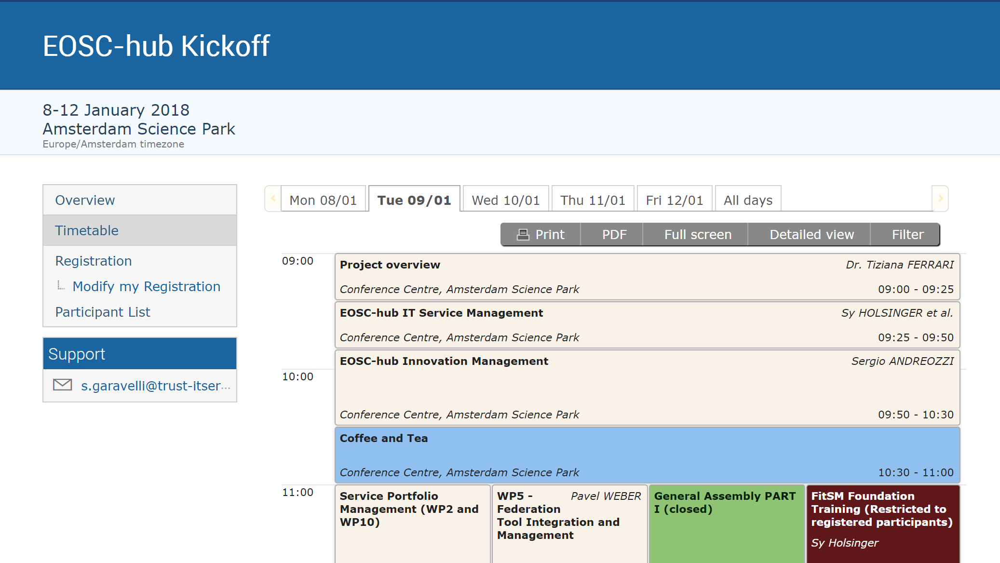 EOSC-hub Kickoff
8-12 January 2018
Amsterdam Science Park
Europe/Amsterdam timezone
Overview
Timetable
Registration
Modify my Registration
Participant List
Support
s.garavelli@trust-itser...
Mon 08/01
Tue 09/01
Wed 10/01
Thu 11/01
Fri 12/01
All days
Print
PDF
Full screen
Detailed view
Filter
09:00
Project overview
Dr. Tiziana FERRARI
Conference Centre, Amsterdam Science Park
09:00 - 09:25
EOSC-hub IT Service Management
Sy HOLSINGER et al.
Conference Centre, Amsterdam Science Park
09:25 - 09:50
EOSC-hub Innovation Management
Sergio ANDREOZZI
10:00
Conference Centre, Amsterdam Science Park
09:50 - 10:30
Coffee and Tea
Conference Centre, Amsterdam Science Park
10:30 - 11:00
11:00
Service Portfolio
Management (WP2 and
WP10)
WP5 -
Pavel WEBER
Federation
Tool Integration and
Management
General Assembly PART
I (closed)
FitSM Foundation
Training (Restricted to
registered participants)
Sy Holsinger